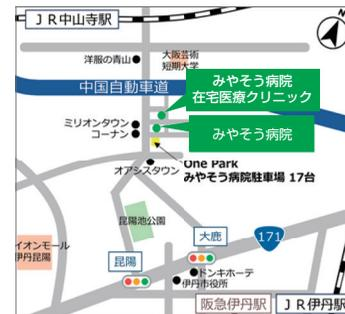 JR中山寺駅
N
洋服の青山
大阪芸術
短期大学
中国自動車道
みやそう病院
在宅医療クリニック
ミリオンタウン
コーナン
みやそう病院
One Park
みやそう病院駐車場 17台
オアシスタウン
昆陽池公園
大鹿
171
イオンモール
伊丹昆陽
昆陽
ドンキホーテ
伊丹市役所
阪急伊丹駅
JR伊丹駅